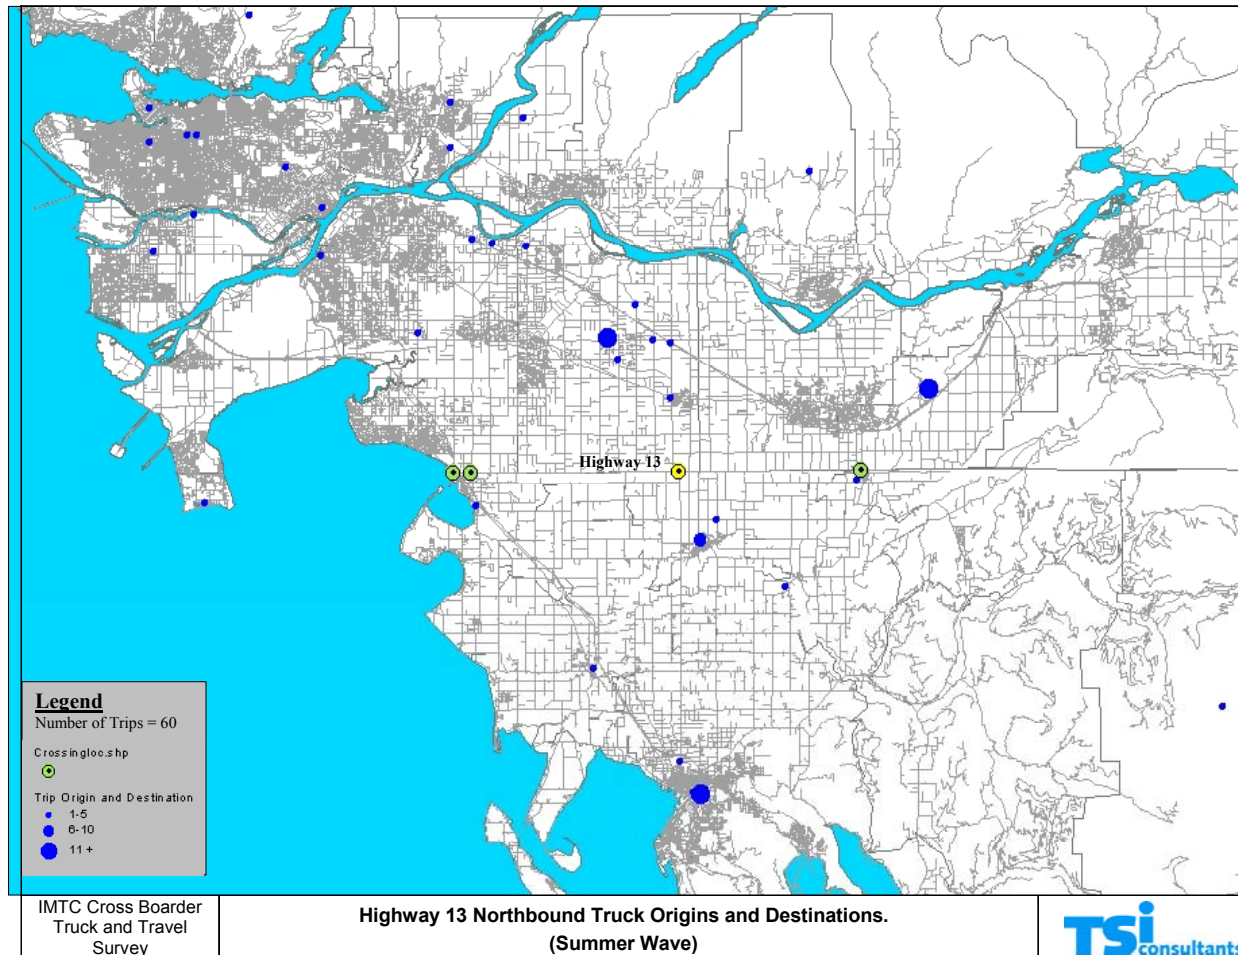 Highway 13
Legend
Number of Trips = 60
Crossingloc.shp
Trip Origin and Destination
1-5
6-10
11 +
IMTC Cross Boarder
Truck and Travel
Survey
Highway 13 Northbound Truck Origins and Destinations.
(Summer Wave)
TSi
consultants